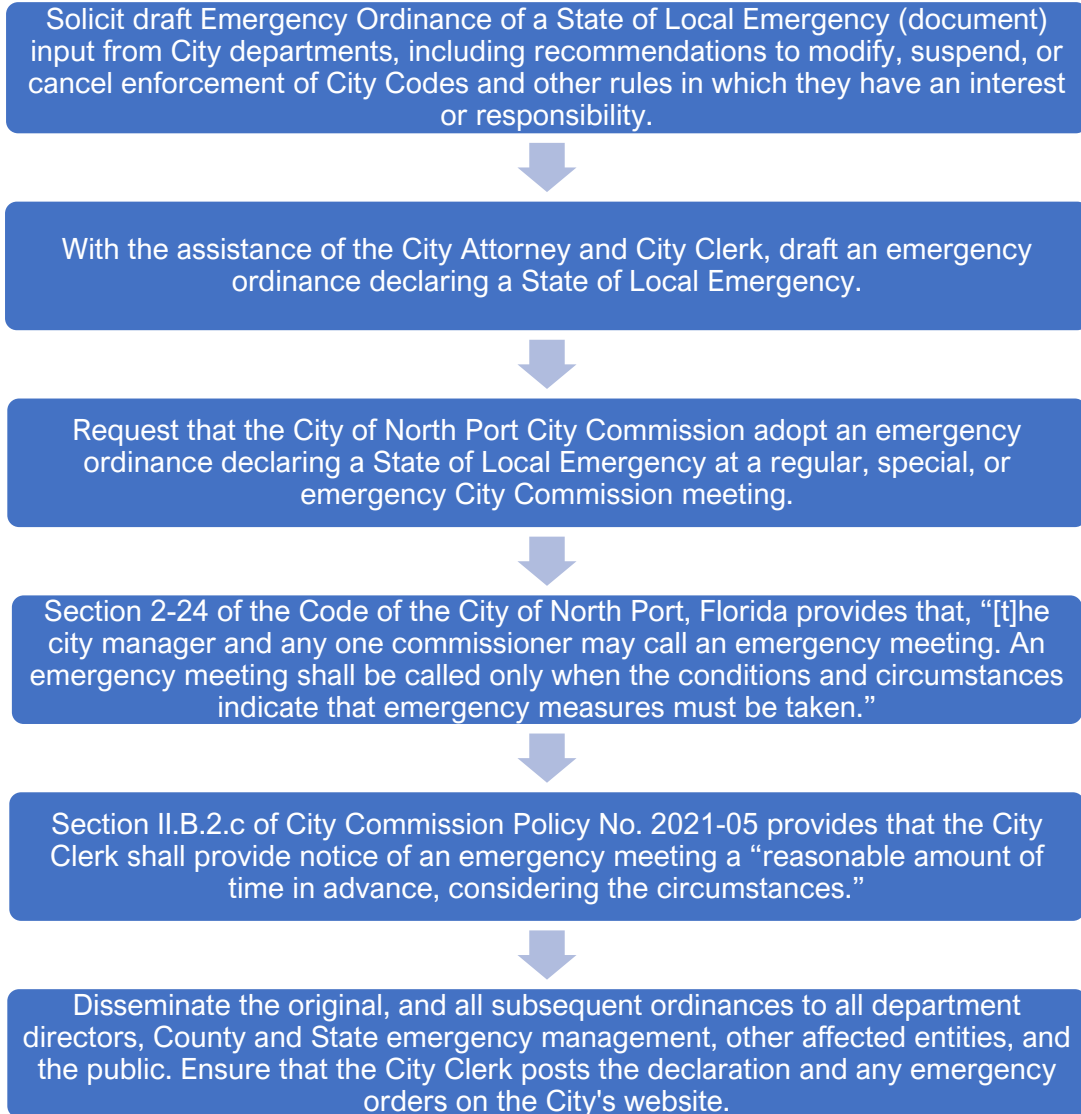 Solicit draft Emergency Ordinance of a State of Local Emergency (document)
input from City departments, including recommendations to modify, suspend, or
cancel enforcement of City Codes and other rules in which they have an interest
or responsibility.
With the assistance of the City Attorney and City Clerk, draft an emergency
ordinance declaring a State of Local Emergency.
Request that the City of North Port City Commission adopt an emergency
ordinance declaring a State of Local Emergency at a regular, special, or
emergency City Commission meeting.
Section 2-24 of the Code of the City of North Port, Florida provides that, “[t]he
city manager and any one commissioner may call an emergency meeting. An
emergency meeting shall be called only when the conditions and circumstances
indicate that emergency measures must be taken.”
Section II.B.2.c of City Commission Policy No. 2021-05 provides that the City
Clerk shall provide notice of an emergency meeting a “reasonable amount of
time in advance, considering the circumstances.”
Disseminate the original, and all subsequent ordinances to all department
directors, County and State emergency management, other affected entities, and
the public. Ensure that the City Clerk posts the declaration and any emergency
orders on the City's website.